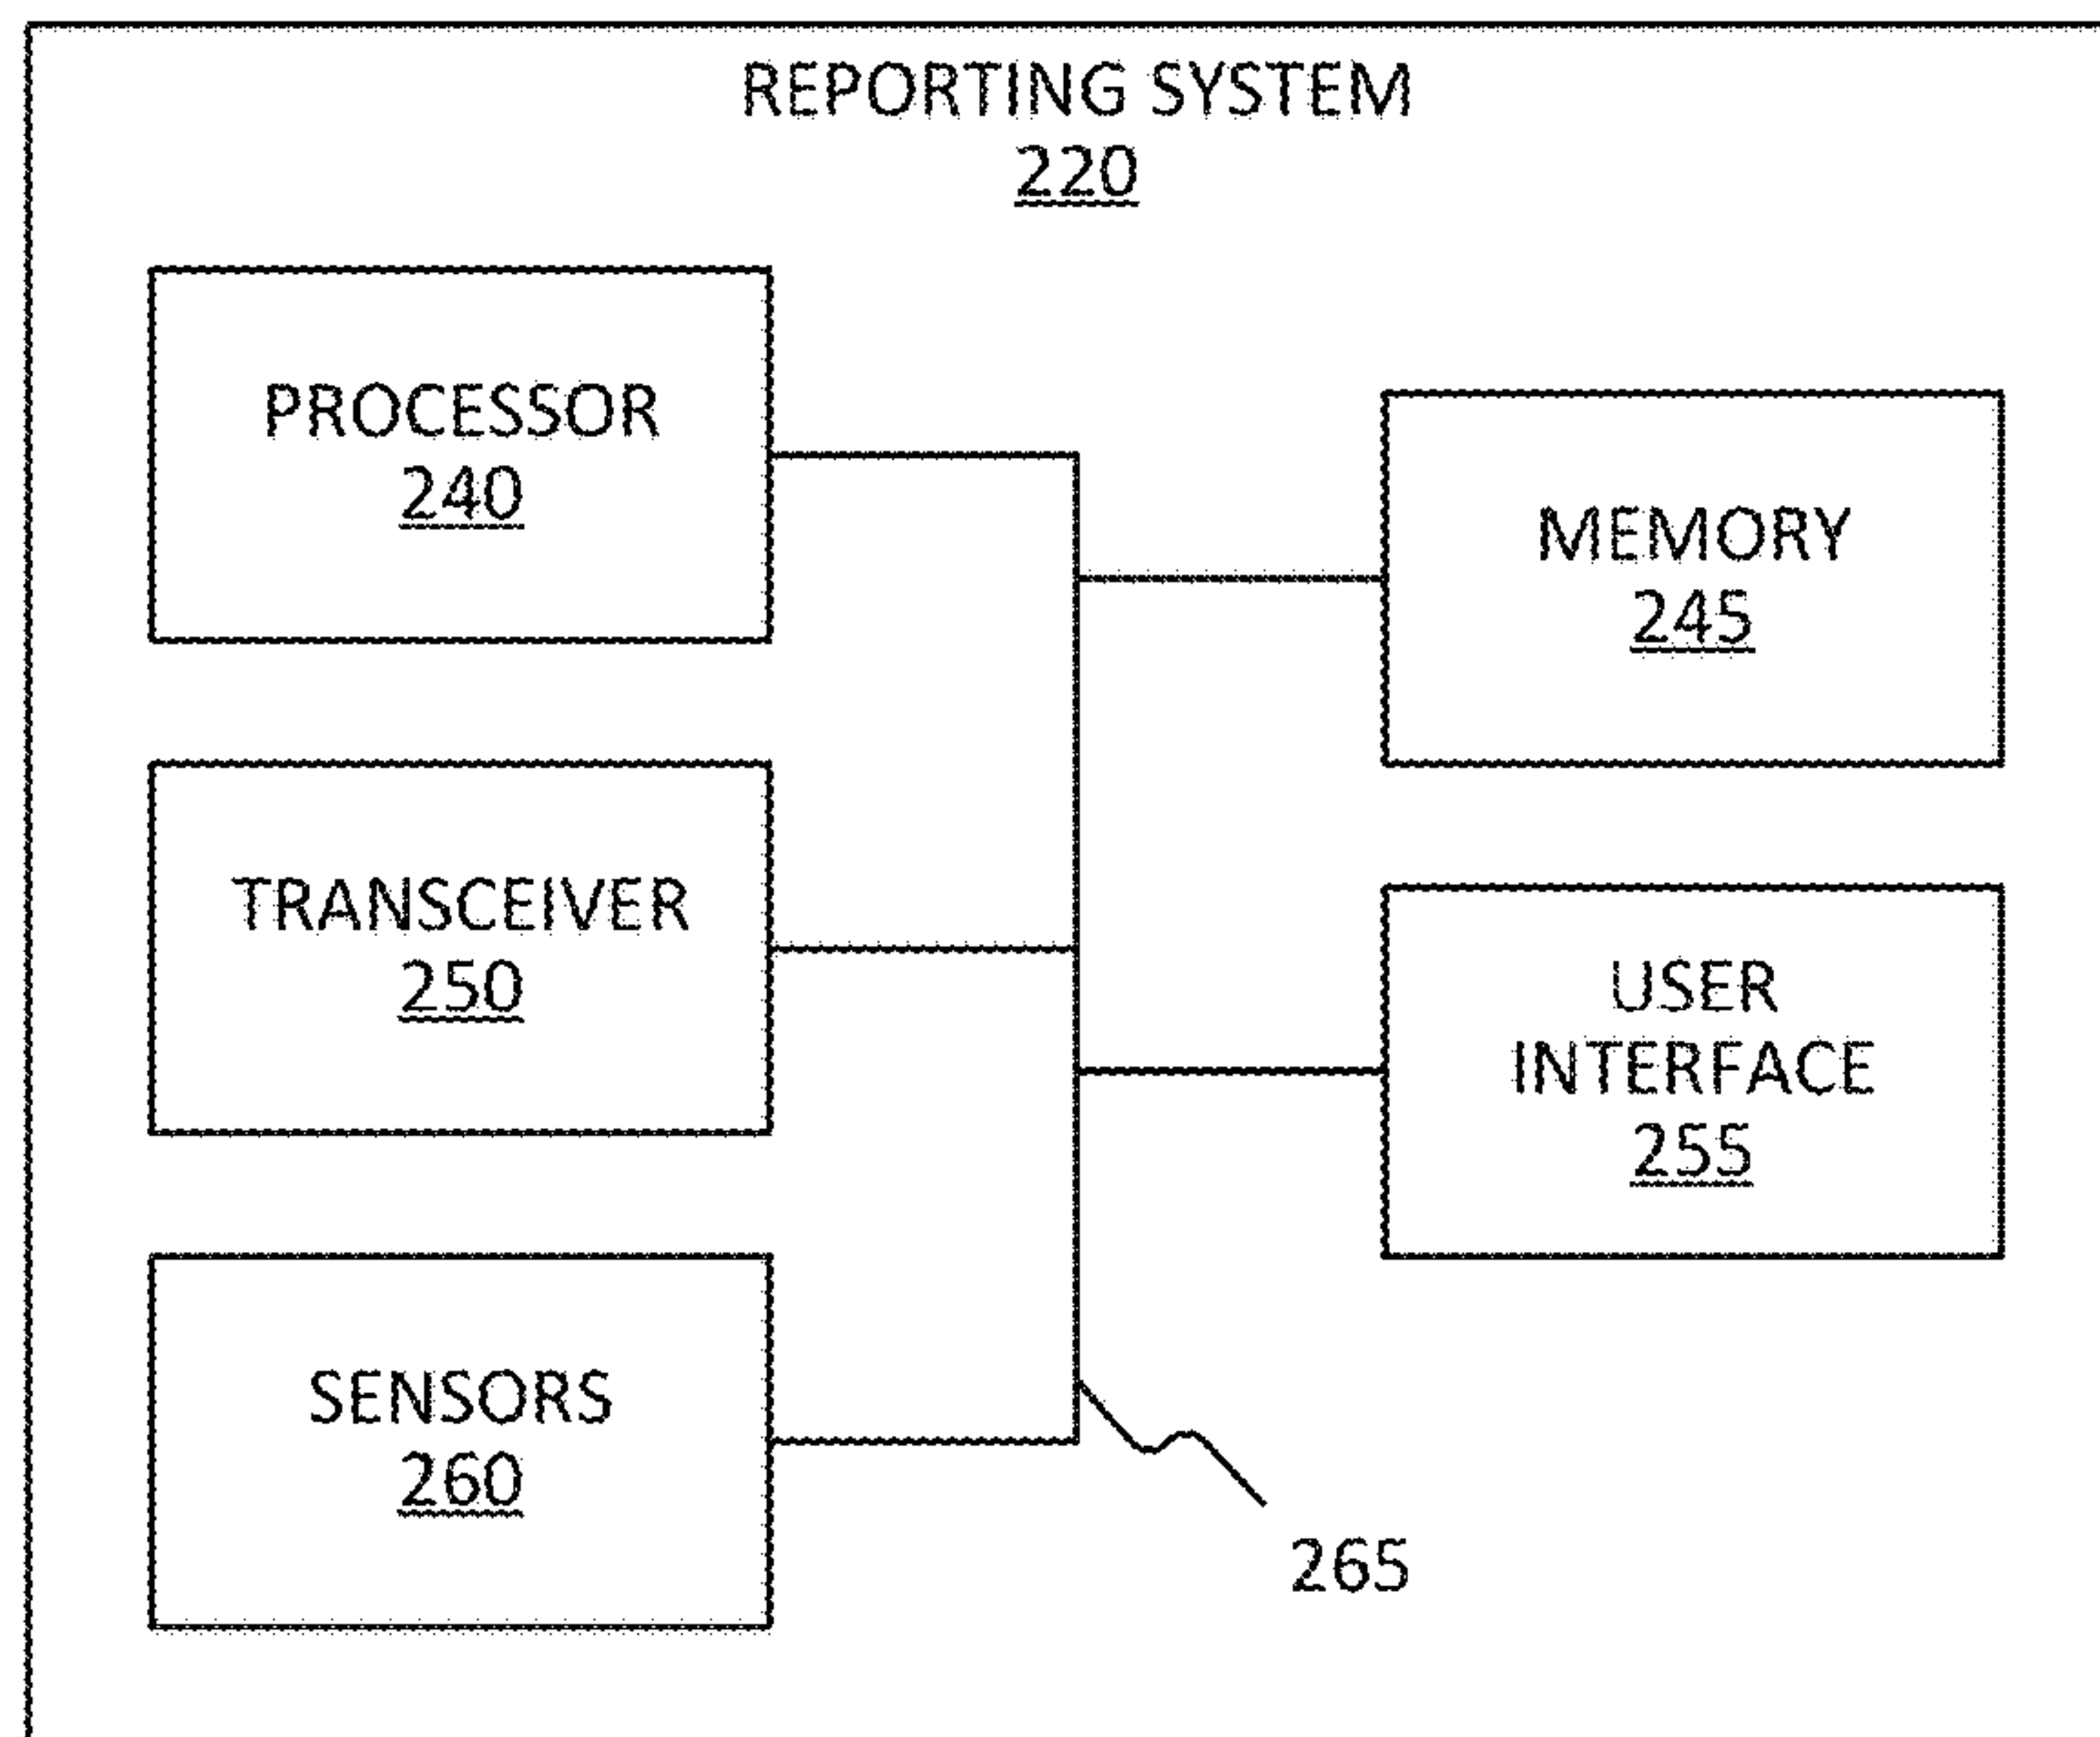 REPORTING SYSTEM
220
PROCESSOR
240
MEMORY
245
TRANSCEIVER
250
USER
INTERFACE
255
SENSORS
260
265